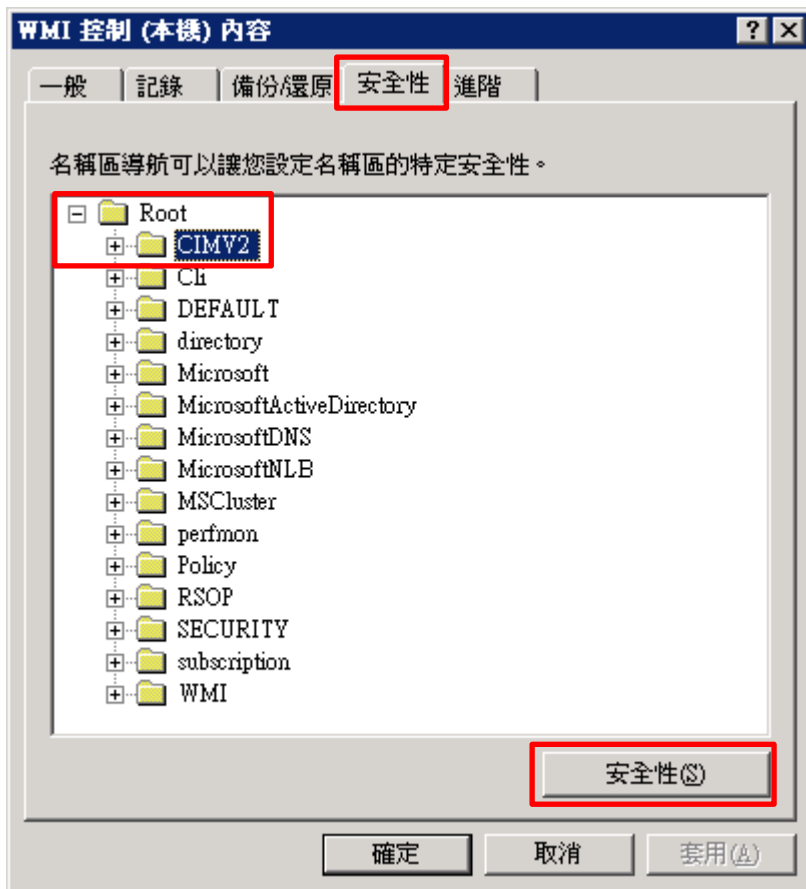 WMI 控制 (本機) 內容
一般 記錄 備份/還原 安全性 進階
名稱區導航可以讓您設定名稱區的特定安全性。
Root
CIMV2
Cli
DEFAULT
directory
Microsoft
MicrosoftActiveDirectory
MicrosoftDNS
MicrosoftNLB
MSCluster
perfmon
Policy
RSOP
SECURITY
subscription
WMI
安全性(S)
確定 取消 套用(A)